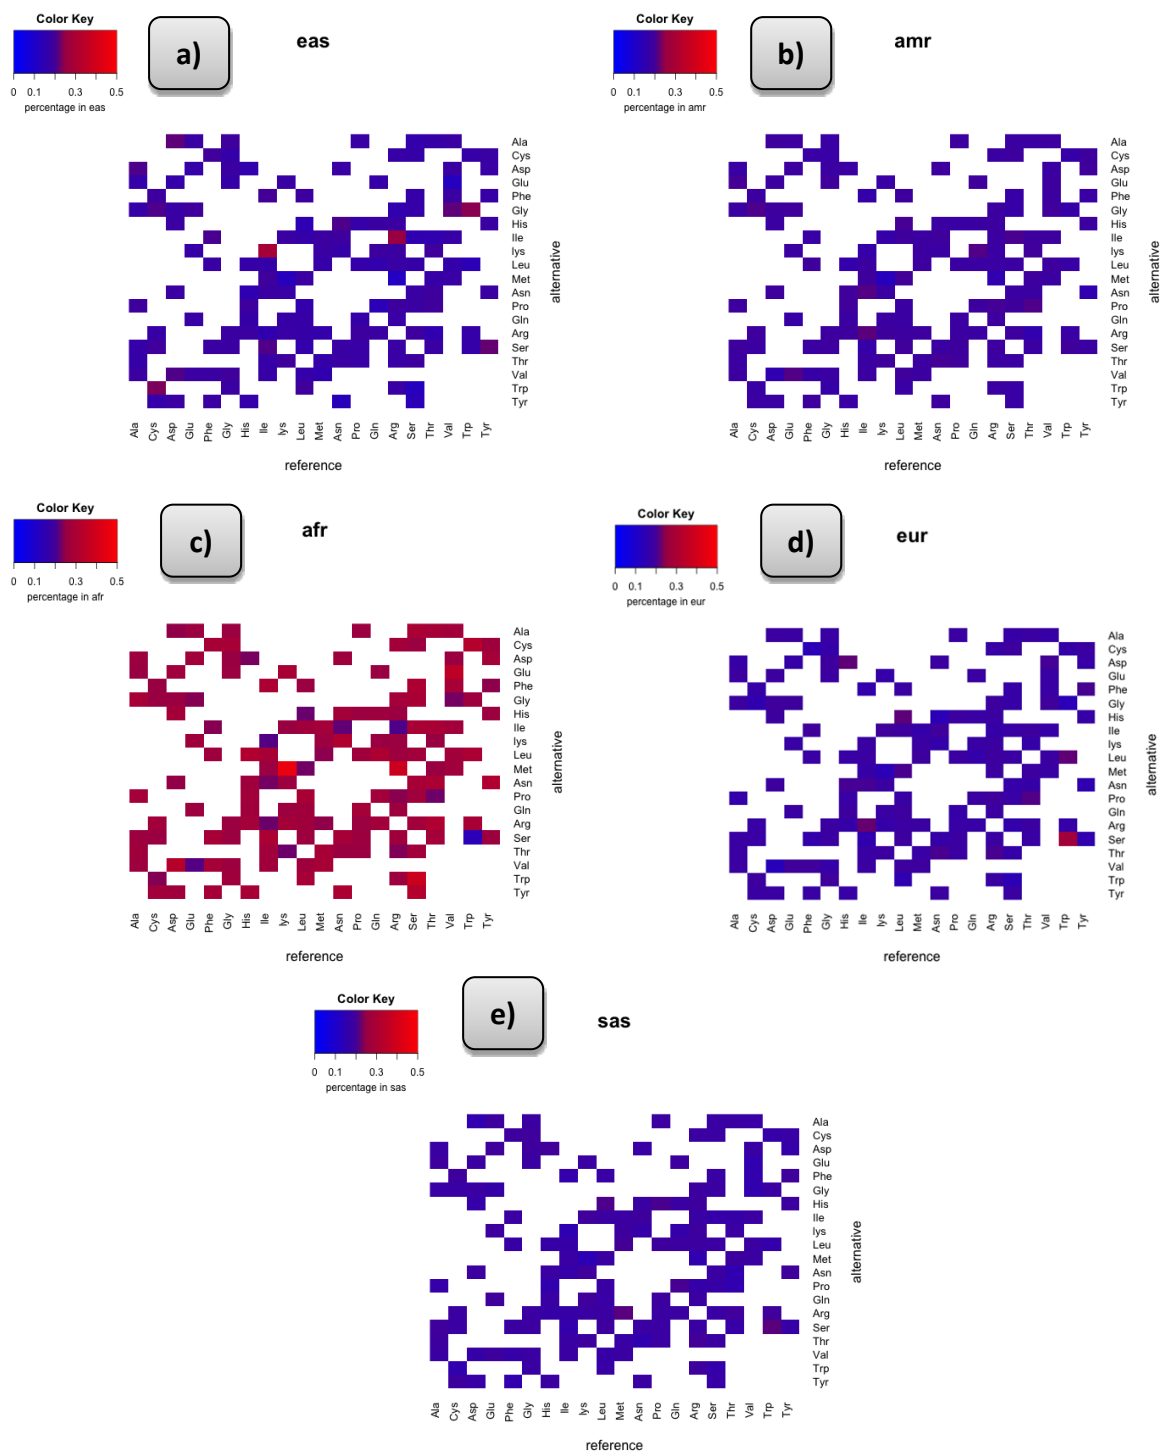 Color Key
0 0.1 0.3 0.5
percentage in eas
a)
eas
Ala
Cys
Asp
Glu
Phe
Gly
His
Ile
lys
Leu
Met
Asn
Pro
Gln
Arg
Ser
Thr
Val
Trp
Tyr
alternative
Ala Cys Asp Glu Phe Gly His Ile lys Leu Met Asn Pro Gln Arg Ser Thr Val Trp Tyr
reference
Color Key
0 0.1 0.3 0.5
percentage in amr
b)
amr
Ala
Cys
Asp
Glu
Phe
Gly
His
Ile
lys
Leu
Met
Asn
Pro
Gln
Arg
Ser
Thr
Val
Trp
Tyr
alternative
Ala Cys Asp Glu Phe Gly His Ile lys Leu Met Asn Pro Gln Arg Ser Thr Val Trp Tyr
reference
Color Key
0 0.1 0.3 0.5
percentage in afr
c)
afr
Ala
Cys
Asp
Glu
Phe
Gly
His
Ile
lys
Leu
Met
Asn
Pro
Gln
Arg
Ser
Thr
Val
Trp
Tyr
alternative
Ala Cys Asp Glu Phe Gly His Ile lys Leu Met Asn Pro Gln Arg Ser Thr Val Trp Tyr
reference
Color Key
0 0.1 0.3 0.5
percentage in eur
d)
eur
Ala
Cys
Asp
Glu
Phe
Gly
His
Ile
lys
Leu
Met
Asn
Pro
Gln
Arg
Ser
Thr
Val
Trp
Tyr
alternative
Ala Cys Asp Glu Phe Gly His Ile lys Leu Met Asn Pro Gln Arg Ser Thr Val Trp Tyr
reference
Color Key
0 0.1 0.3 0.5
percentage in sas
e)
sas
Ala
Cys
Asp
Glu
Phe
Gly
His
Ile
lys
Leu
Met
Asn
Pro
Gln
Arg
Ser
Thr
Val
Trp
Tyr
alternative
Ala Cys Asp Glu Phe Gly His Ile lys Leu Met Asn Pro Gln Arg Ser Thr Val Trp Tyr
reference